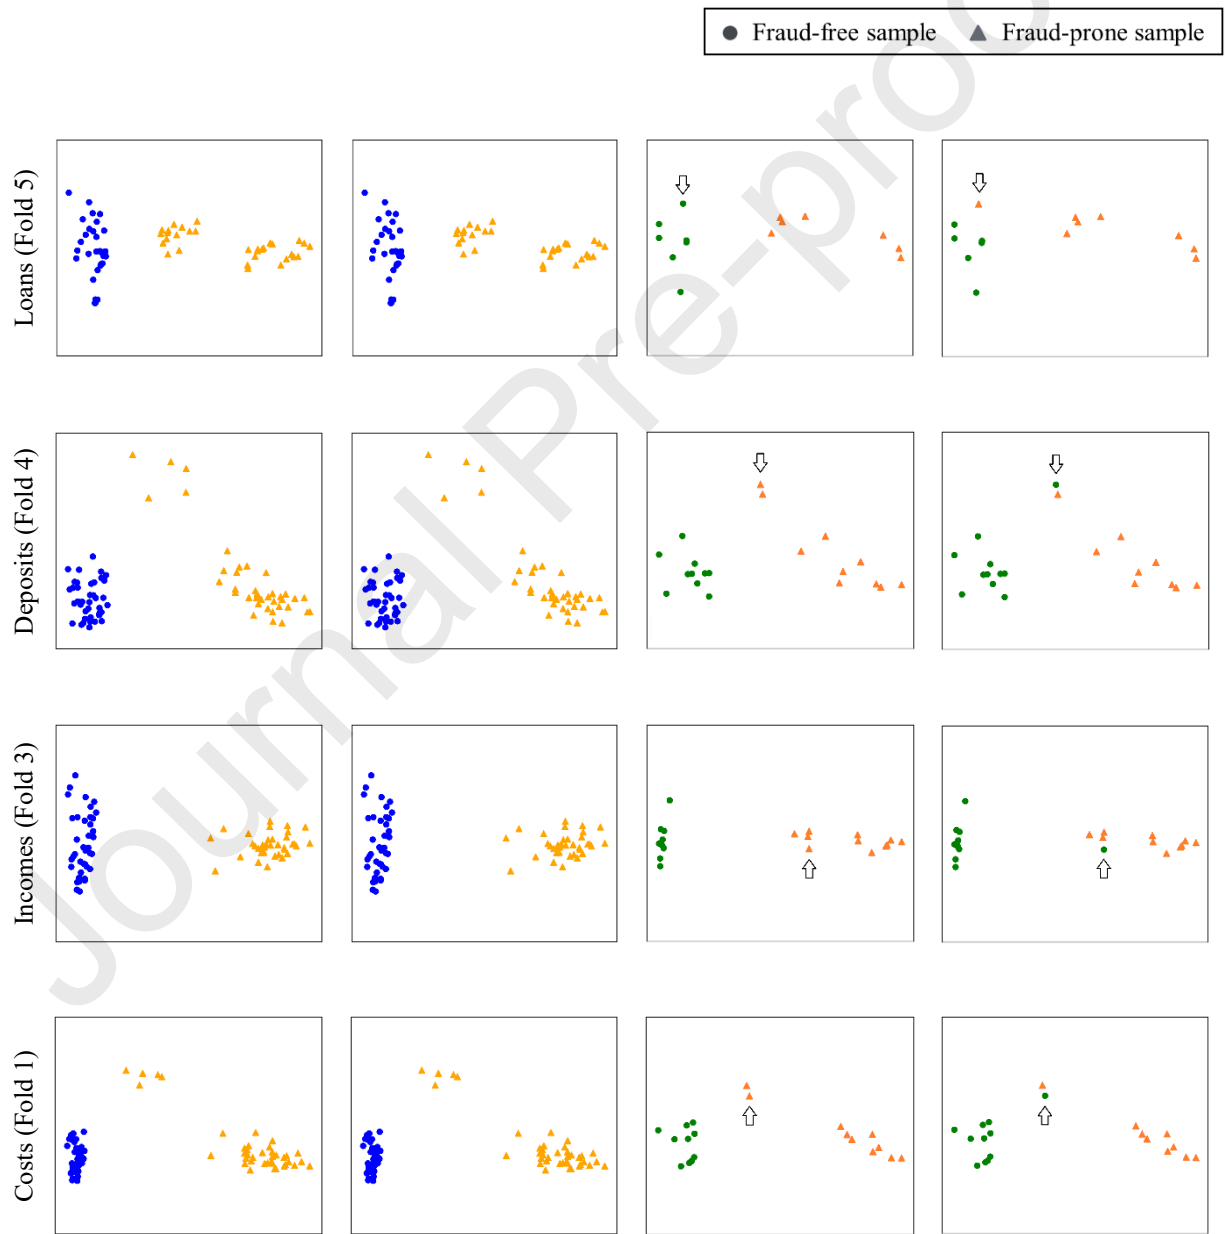 Fraud-free sample
Fraud-prone sample
Loans (Fold 5)
Deposits (Fold 4)
Incomes (Fold 3)
Costs (Fold 1)
Journal Pre-proo